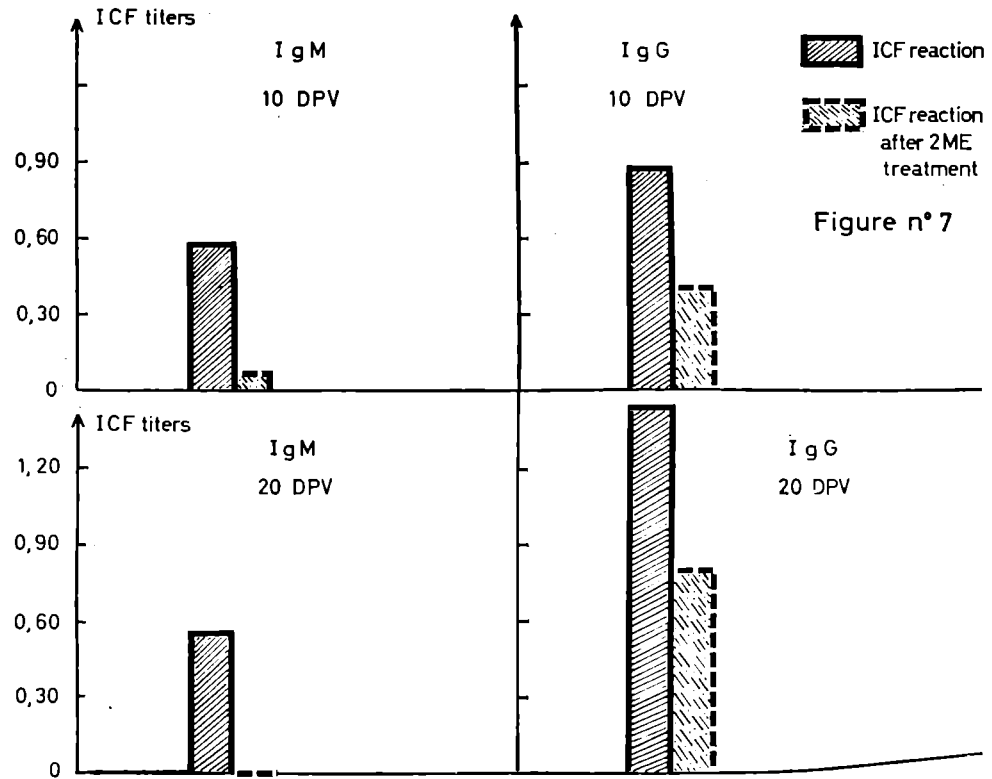 ICF titers
IgM
10 DPV
0,90
0,60
0,30
0
IgG
10 DPV
ICF reaction
ICF reaction
after 2ME
treatment
Figure n° 7
ICF titers
IgM
20 DPV
1,20
0,90
0,60
0,30
0
IgG
20 DPV